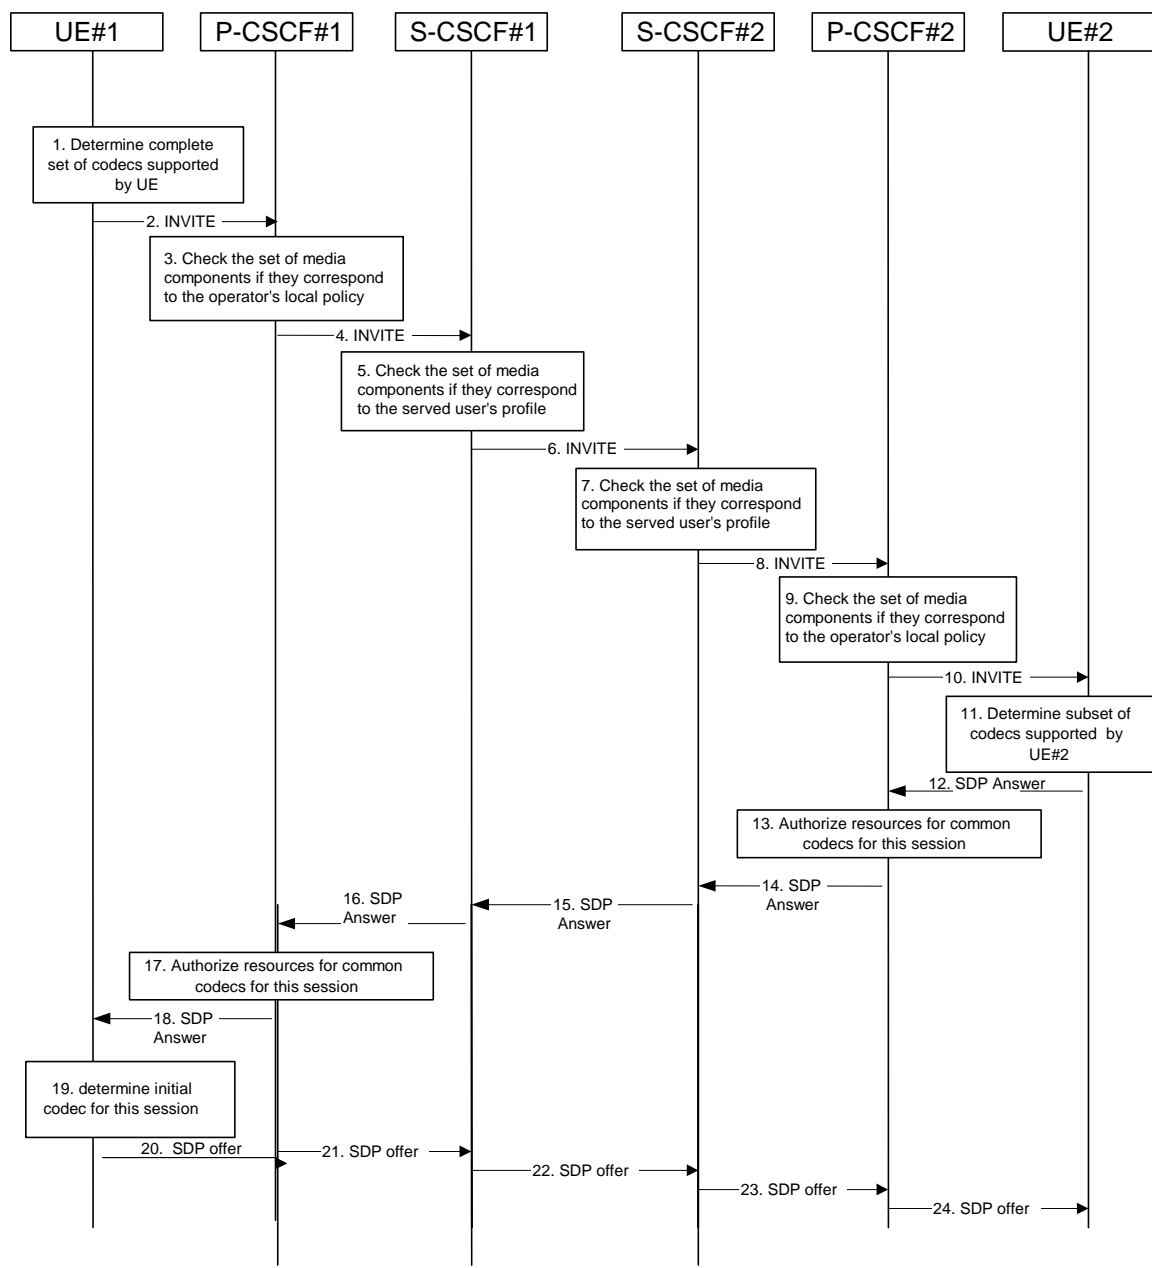 UE#1
P-CSCF#1
S-CSCF#1
S-CSCF#2
P-CSCF#2
UE#2
1. Determine complete
set of codecs supported
by UE
2. INVITE
3. Check the set of media
components if they correspond
to the operator's local policy
4. INVITE
5. Check the set of media
components if they correspond
to the served user's profile
6. INVITE
7. Check the set of media
components if they correspond
to the served user's profile
8. INVITE
9. Check the set of media
components if they correspond
to the operator's local policy
10. INVITE
11. Determine subset of
codecs supported by
UE#2
12. SDP Answer
13. Authorize resources for common
codecs for this session
14. SDP
Answer
15. SDP
Answer
16. SDP
Answer
17. Authorize resources for common
codecs for this session
18. SDP
Answer
19. determine initial
codec for this session
20. SDP offer
21. SDP offer
22. SDP offer
23. SDP offer
24. SDP offer